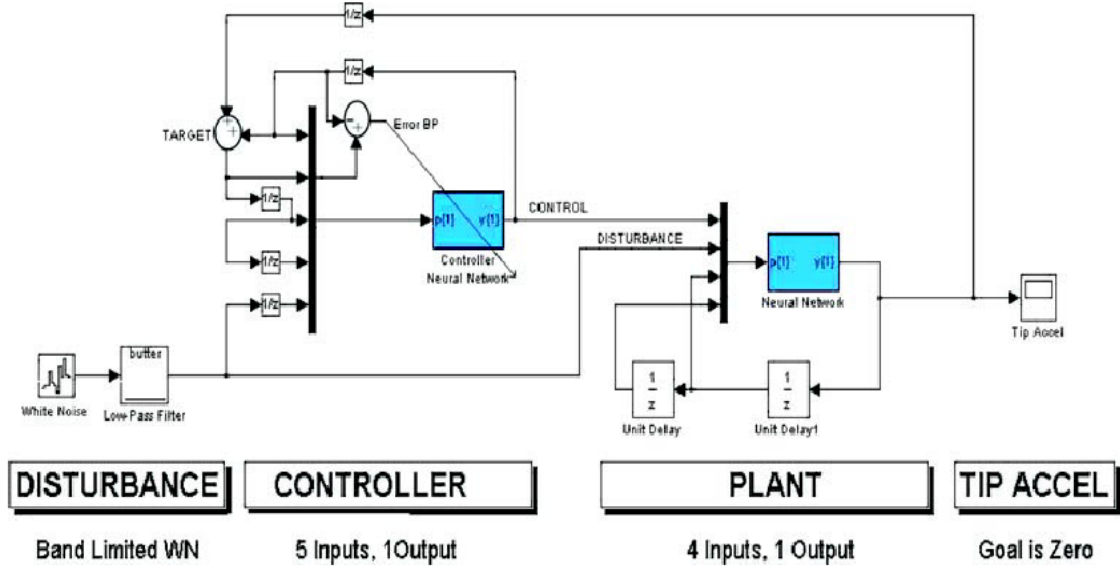 1/z
1/z
TARGET
+
+
-
+
Error BP
1/z
p{1} y{1}
CONTROL
Controller
Neural Network
DISTURBANCE
p{1} y{1}
Neural Network
1/z
1/z
Tip Accel
butter
White Noise
Low-Pass Filter
1
z
Unit Delay
1
z
Unit Delay1
DISTURBANCE
CONTROLLER
PLANT
TIP ACCEL
Band Limited WN
5 Inputs, 1Output
4 Inputs, 1 Output
Goal is Zero